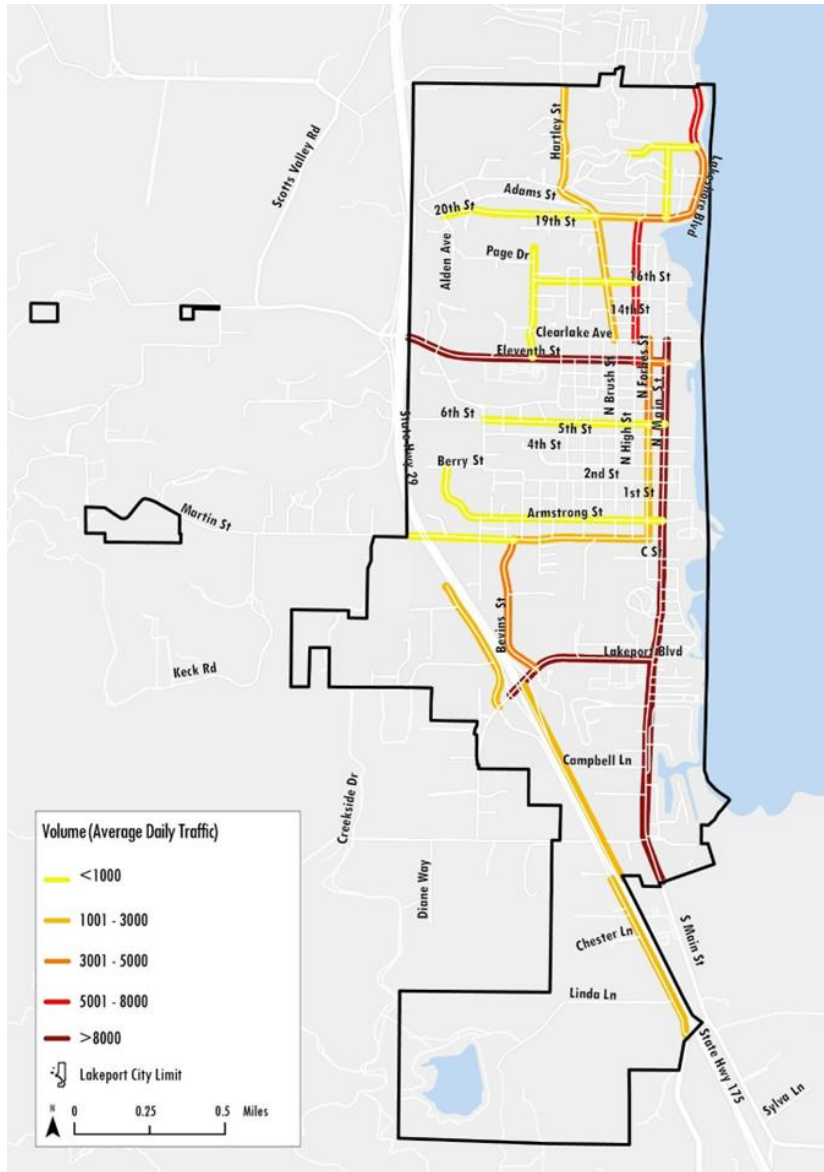 Scotts Valley Rd
Hartley St
Lakeshore Blvd
Adams St
20th St
19th St
Alden Ave
Page Dr
16th St
14th St
Clearlake Ave
Eleventh St
N Brush St
N Forbes St
N Main St
State Hwy 29
6th St
5th St
N High St
4th St
Berry St
2nd St
1st St
Martin St
Armstrong St
C St
Bevins St
Lakeport Blvd
Keck Rd
Campbell Ln
Creekside Dr
Diane Way
Chester Ln
S Main St
Linda Ln
State Hwy 175
Sylva Ln
Volume (Average Daily Traffic)
<1000
1001 - 3000
3001 - 5000
5001 - 8000
>8000
Lakeport City Limit
N
0 0.25 0.5 Miles